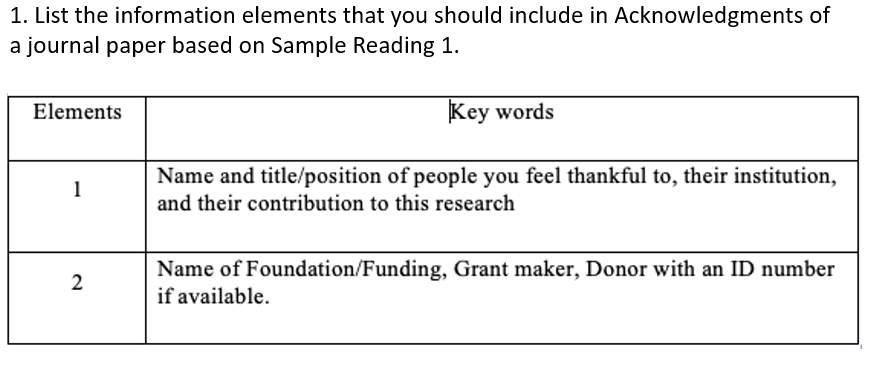 1. List the information elements that you should include in Acknowledgments of
a journal paper based on Sample Reading 1.
Elements
Key words
1
Name and title/position of people you feel thankful to, their institution,
and their contribution to this research
2
Name of Foundation/Funding, Grant maker, Donor with an ID number
if available.